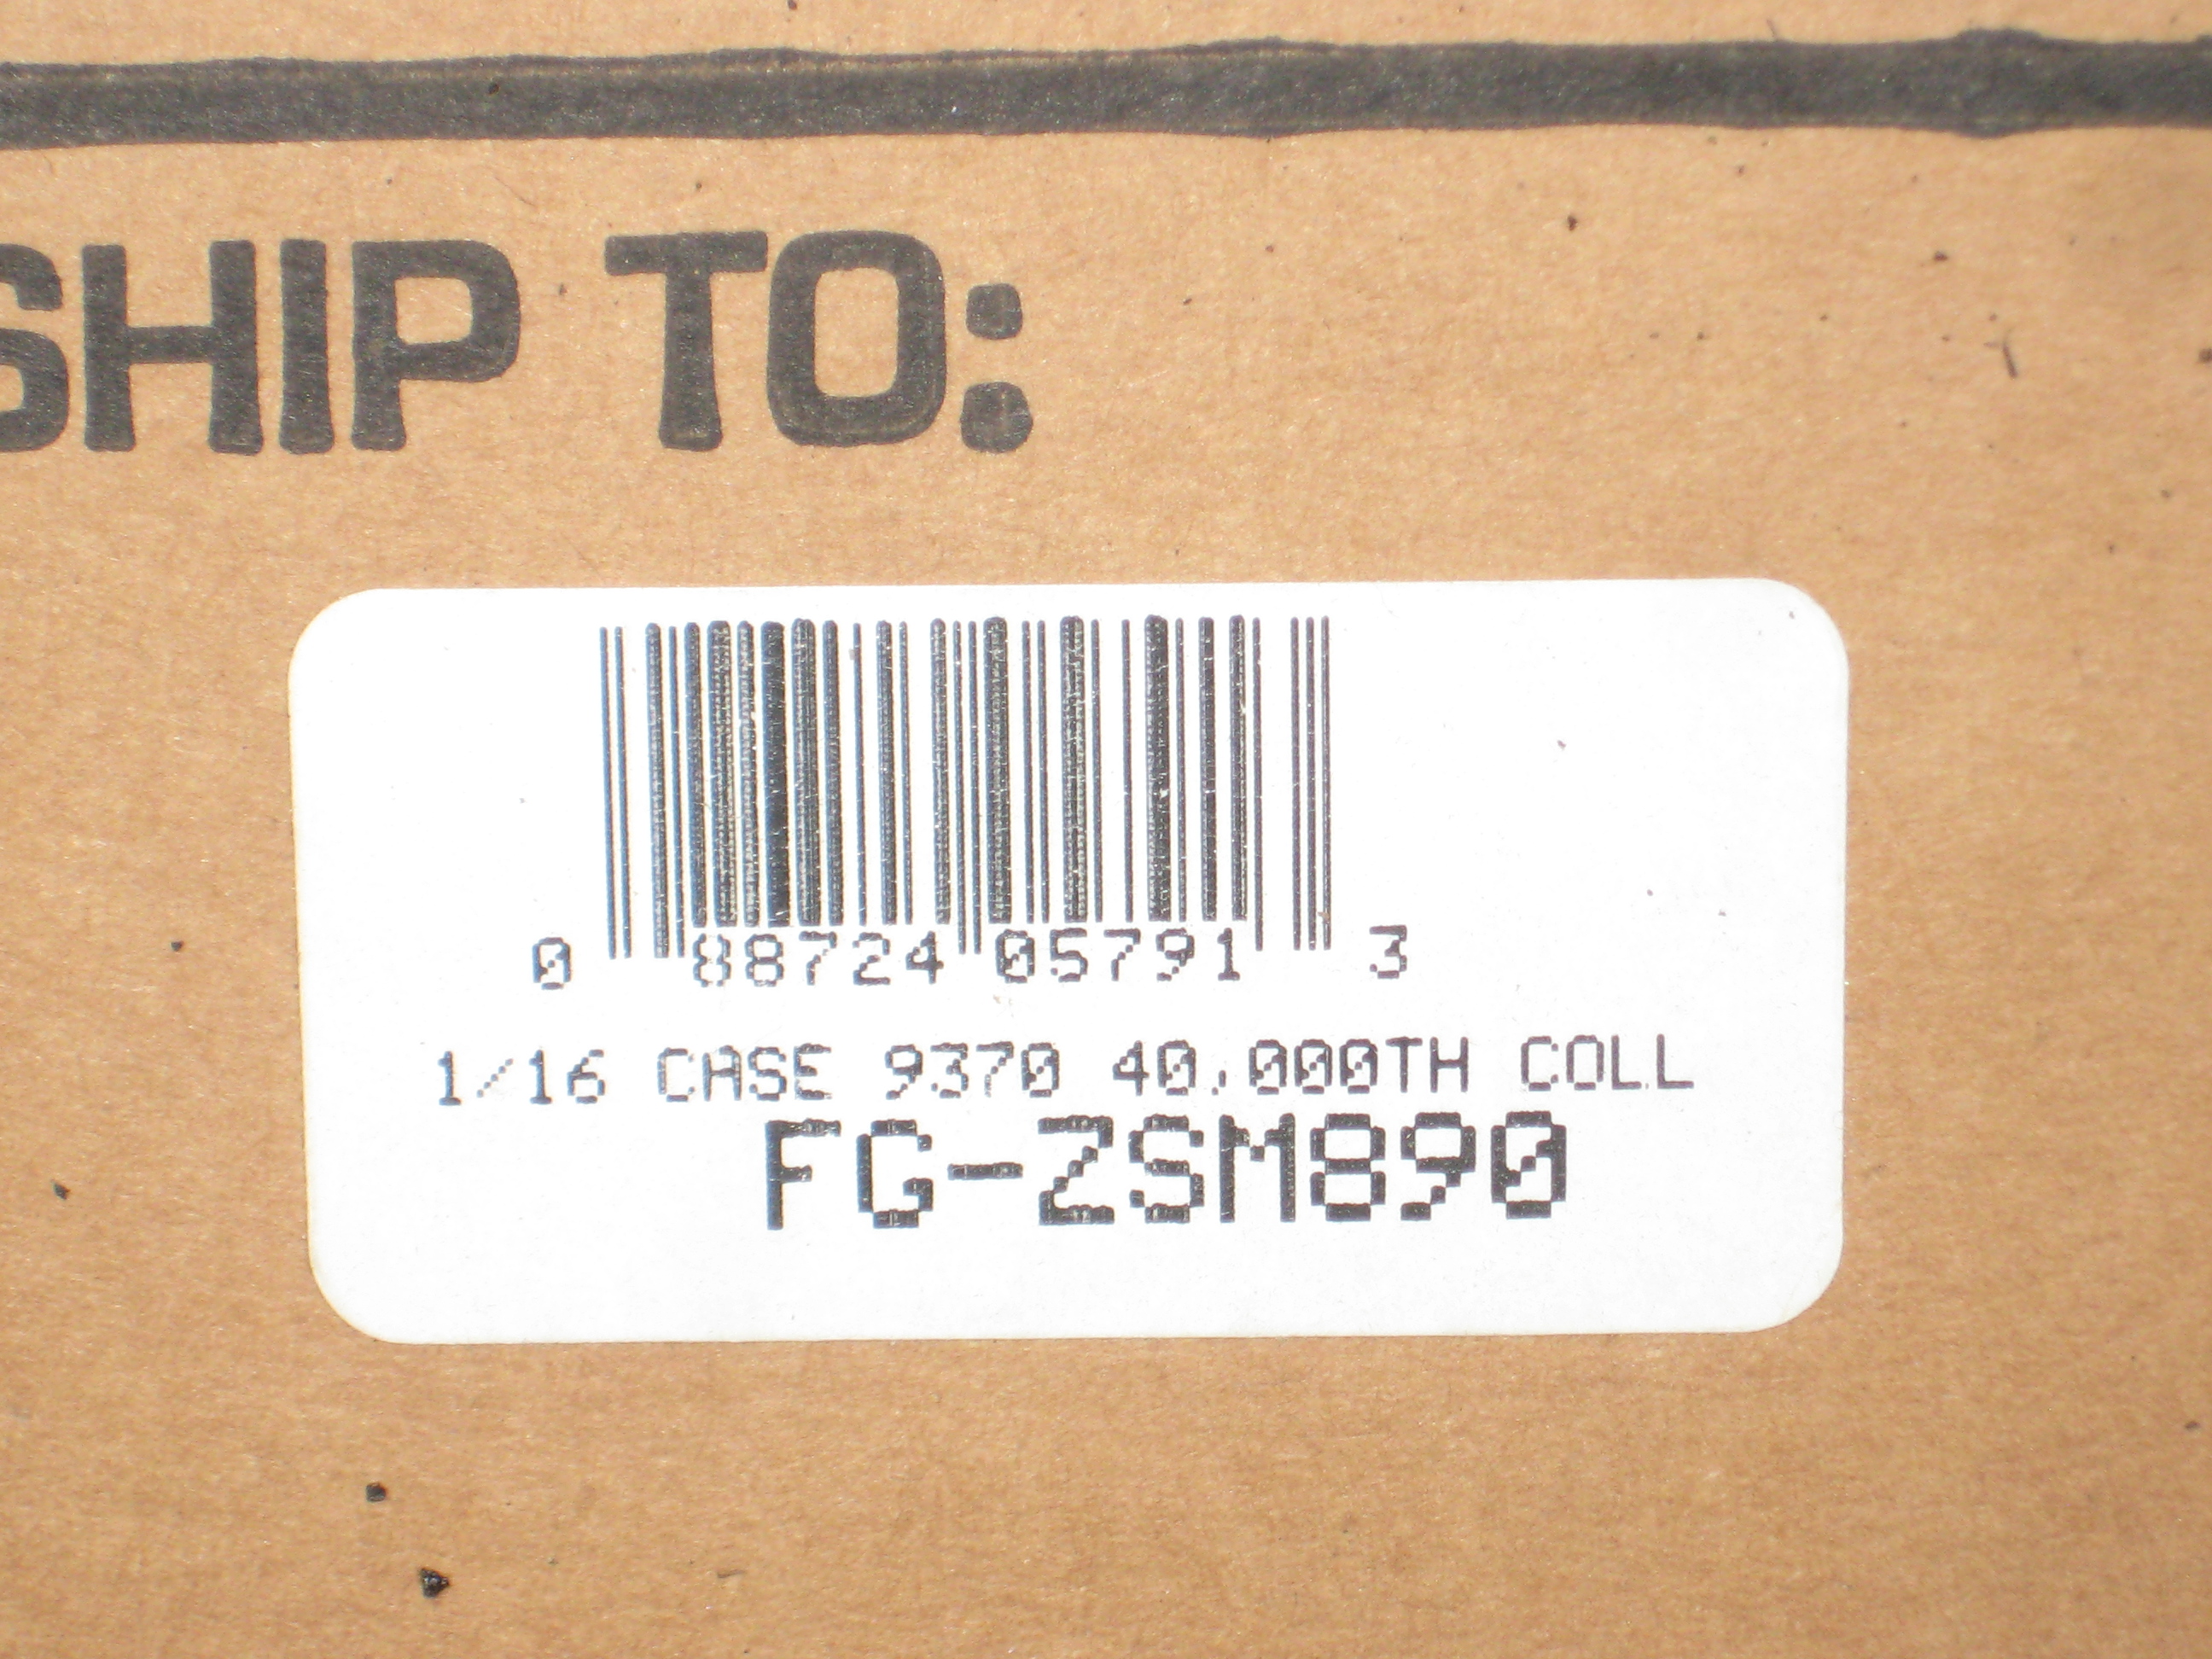 SHIP TO:
0 88724 05791 3
1/16 CASE 9370 40,000TH COLL
FG-ZSM890